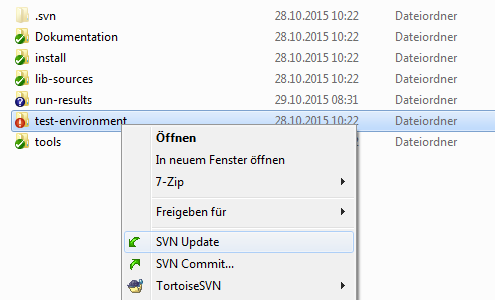 .svn 28.10.2015 10:22 Dateiordner
Dokumentation 28.10.2015 10:22 Dateiordner
install 28.10.2015 10:22 Dateiordner
lib-sources 28.10.2015 10:22 Dateiordner
run-results 29.10.2015 08:31 Dateiordner
test-environment 28.10.2015 10:22 Dateiordner
tools Dateiordner
Öffnen
In neuem Fenster öffnen
7-Zip
Freigeben für
SVN Update
SVN Commit...
TortoiseSVN